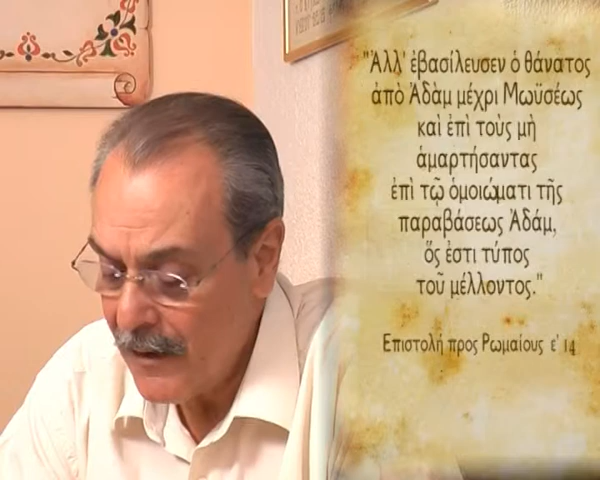 "Ἀλλ' ἐβασίλευσεν ὁ θάνατος
ἀπὸ Ἀδὰμ μέχρι Μωϋσέως
καὶ ἐπὶ τοὺς μὴ
ἁμαρτήσαντας
ἐπὶ τῷ ὁμοιώματι τῆς
παραβάσεως Ἀδάμ,
ὅς ἐστι τύπος
τοῦ μέλλοντος."
Επιστολή προς Ρωμαίους ε' 14